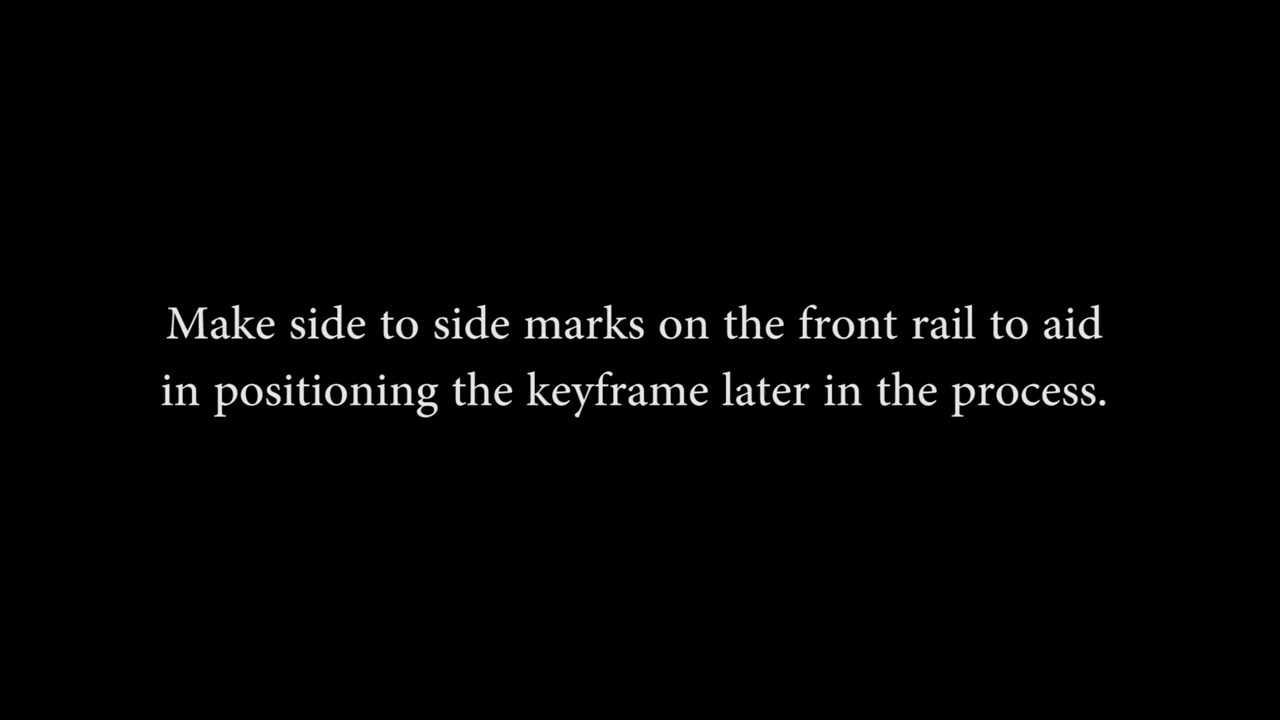 Make side to side marks on the front rail to aid
in positioning the keyframe later in the process.